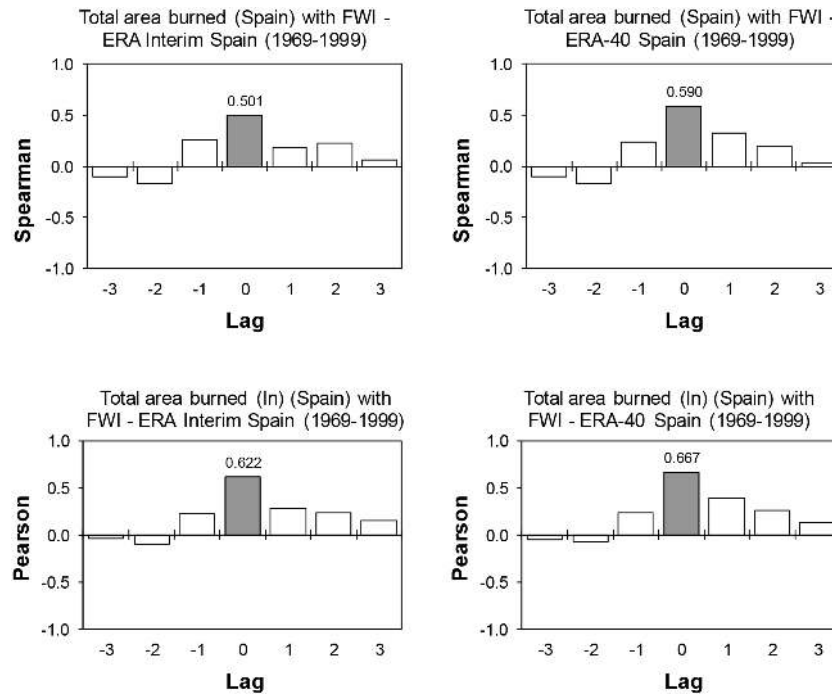 Total area burned (Spain) with FWI -
ERA Interim Spain (1969-1999)
1.0
0.5
0.0
-0.5
-1.0
Spearman
0.501
-3 -2 -1 0 1 2 3
Lag
Total area burned (Spain) with FWI -
ERA-40 Spain (1969-1999)
1.0
0.5
0.0
-0.5
-1.0
Spearman
0.590
-3 -2 -1 0 1 2 3
Lag
Total area burned (In) (Spain) with
FWI - ERA Interim Spain (1969-1999)
1.0
0.5
0.0
-0.5
-1.0
Pearson
0.622
-3 -2 -1 0 1 2 3
Lag
Total area burned (In) (Spain) with
FWI - ERA-40 Spain (1969-1999)
1.0
0.5
0.0
-0.5
-1.0
Pearson
0.667
-3 -2 -1 0 1 2 3
Lag